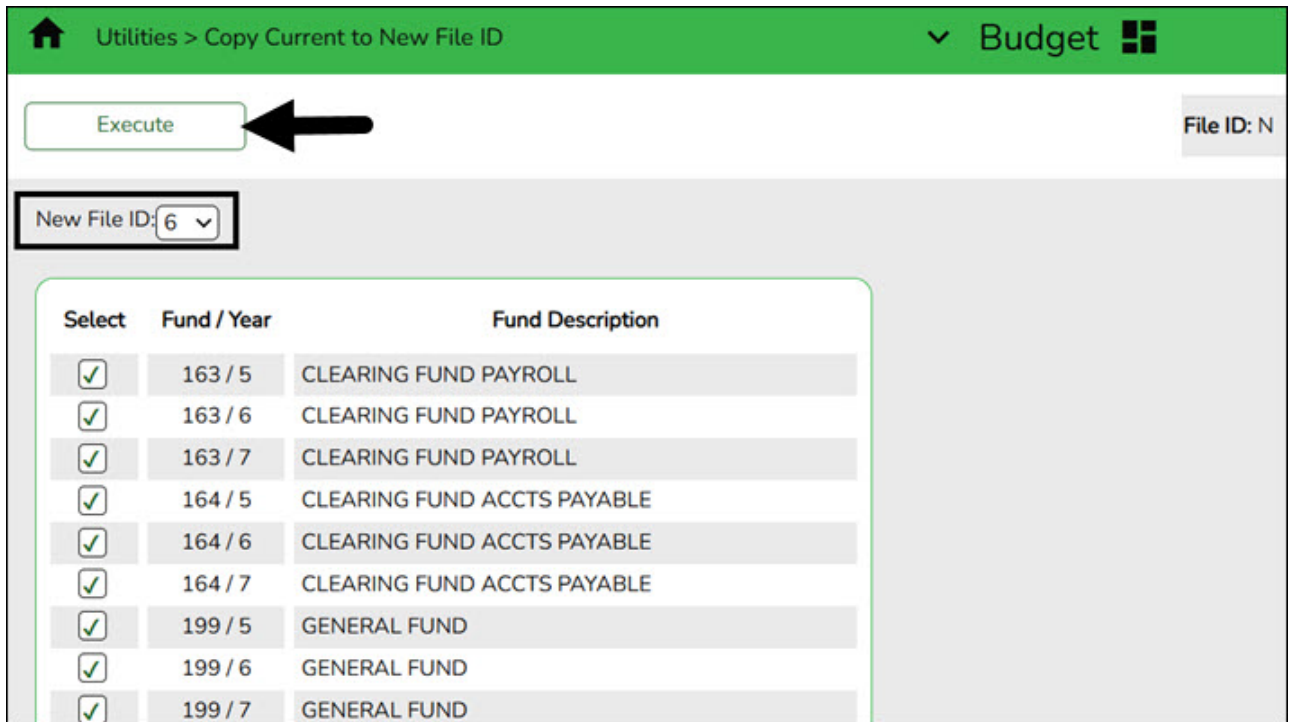 Utilities > Copy Current to New File ID
Budget
Execute
File ID: N
New File ID: 6
Select Fund / Year Fund Description
163 / 5 CLEARING FUND PAYROLL
163 / 6 CLEARING FUND PAYROLL
163 / 7 CLEARING FUND PAYROLL
164 / 5 CLEARING FUND ACCTS PAYABLE
164 / 6 CLEARING FUND ACCTS PAYABLE
164 / 7 CLEARING FUND ACCTS PAYABLE
199 / 5 GENERAL FUND
199 / 6 GENERAL FUND
199 / 7 GENERAL FUND